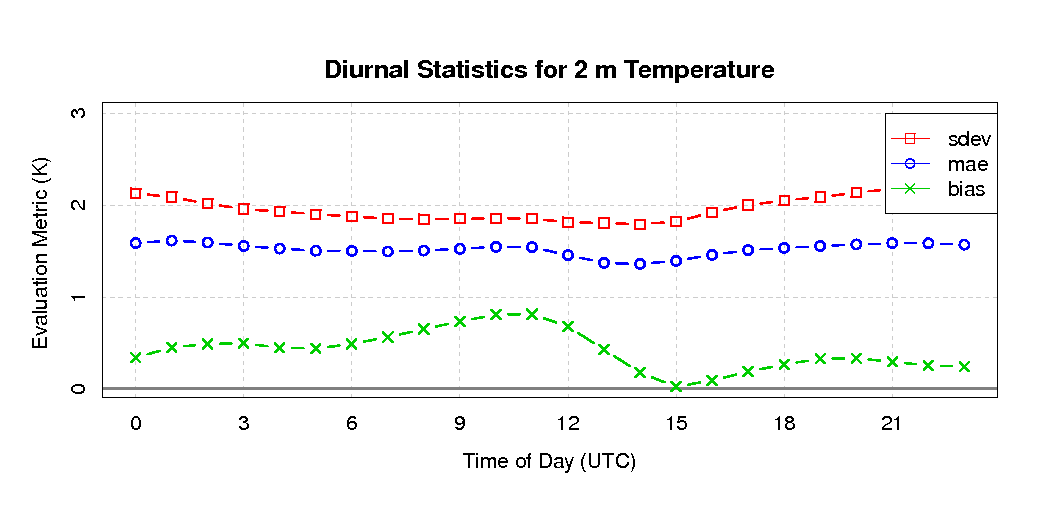 Diurnal Statistics for 2 m Temperature
Evaluation Metric (K)
3
2
1
0
sdev
mae
bias
0 3 6 9 12 15 18 21
Time of Day (UTC)